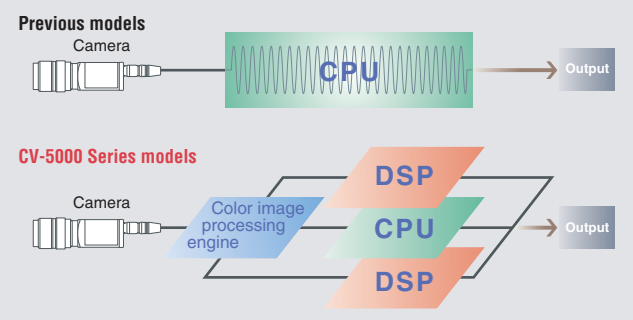 Previous models
Camera
CPU
Output
CV-5000 Series models
Camera
Color image
processing
engine
DSP
CPU
DSP
Output